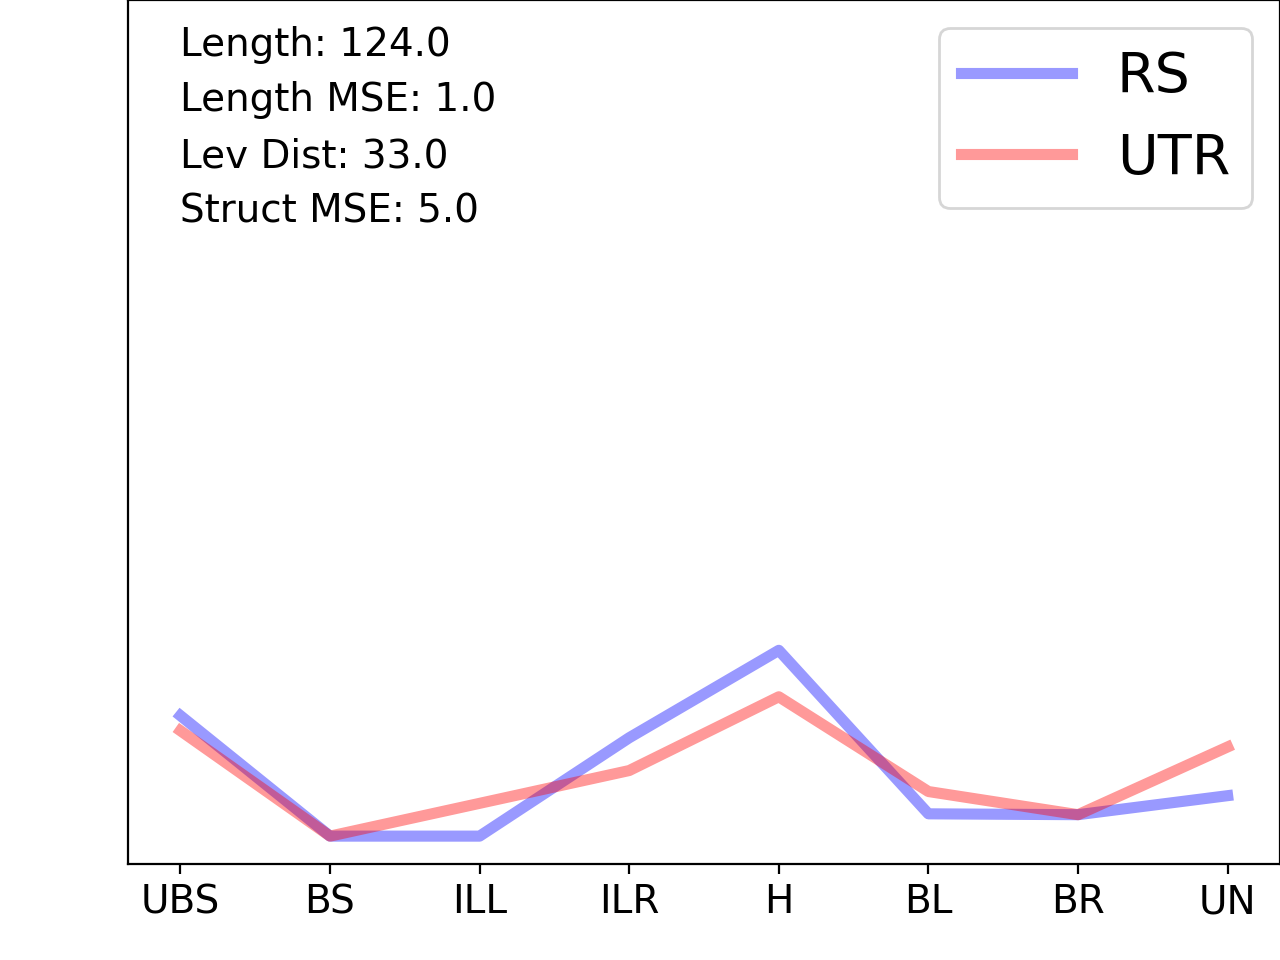 Length: 124.0
Length MSE: 1.0
Lev Dist: 33.0
Struct MSE: 5.0
RS
UTR
UBS BS ILL ILR H BL BR UN